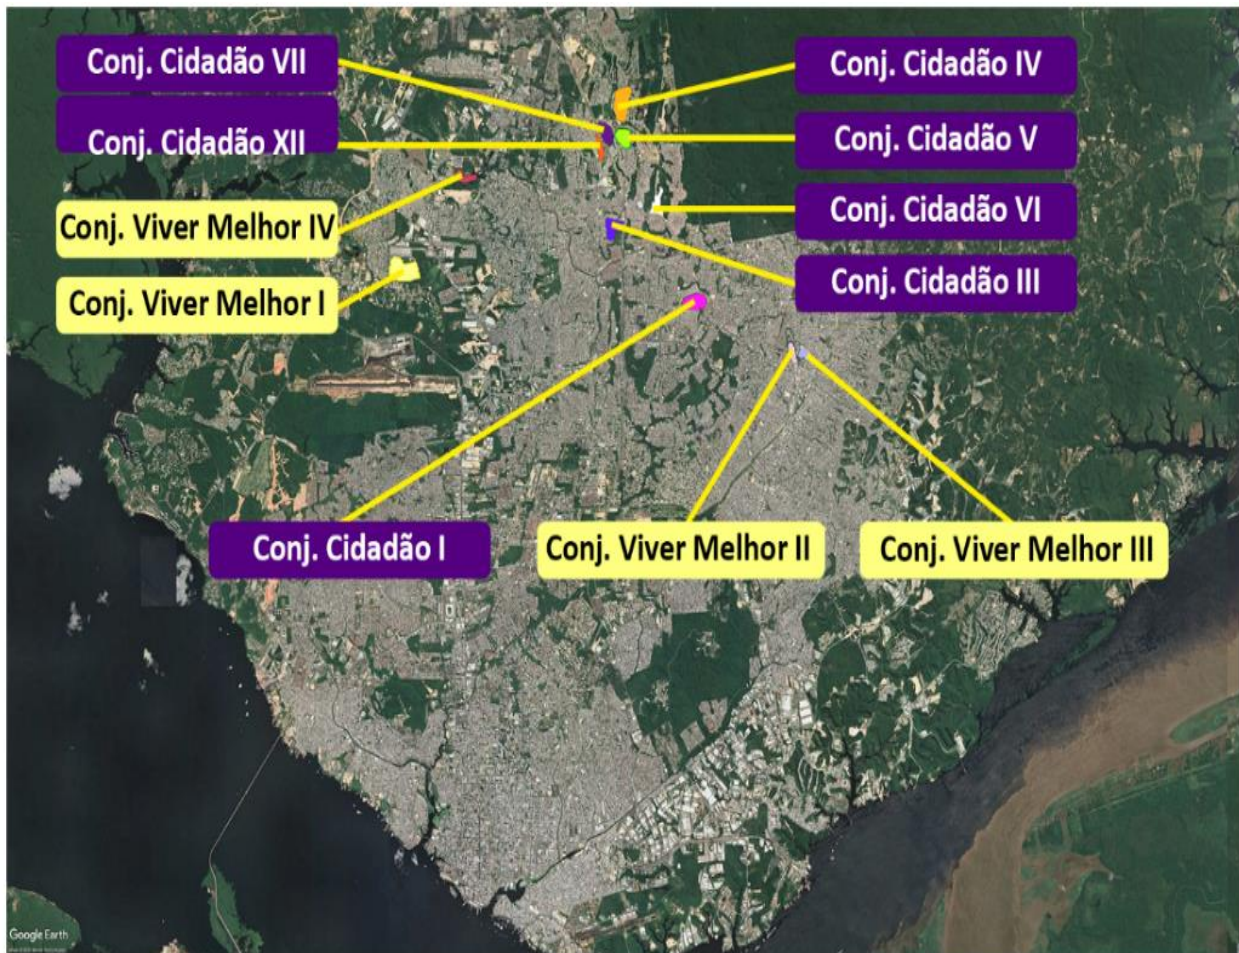 Conj. Cidadão VII
Conj. Cidadão IV
Conj. Cidadão XII
Conj. Cidadão V
Conj. Viver Melhor IV
Conj. Cidadão VI
Conj. Viver Melhor I
Conj. Cidadão III
Conj. Cidadão I
Conj. Viver Melhor II
Conj. Viver Melhor III
Google Earth